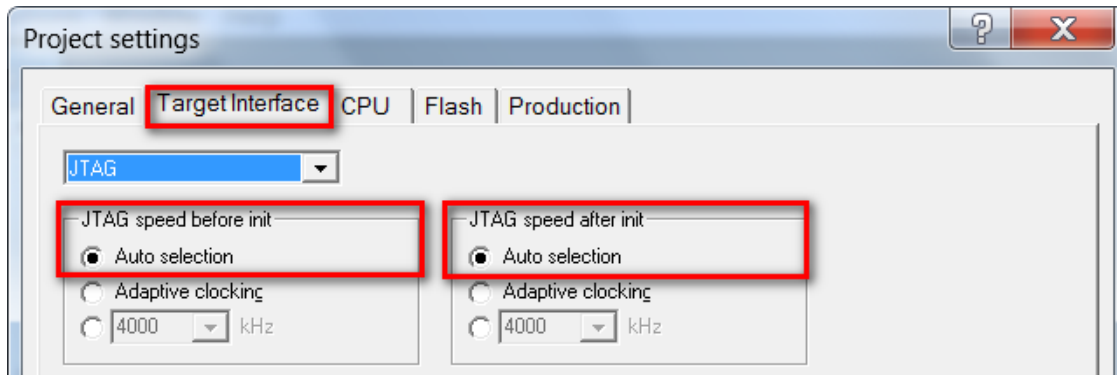 Project settings
General Target Interface CPU Flash Production
JTAG
JTAG speed before init JTAG speed after init
Auto selection Auto selection
Adaptive clocking Adaptive clocking
4000 kHz 4000 kHz